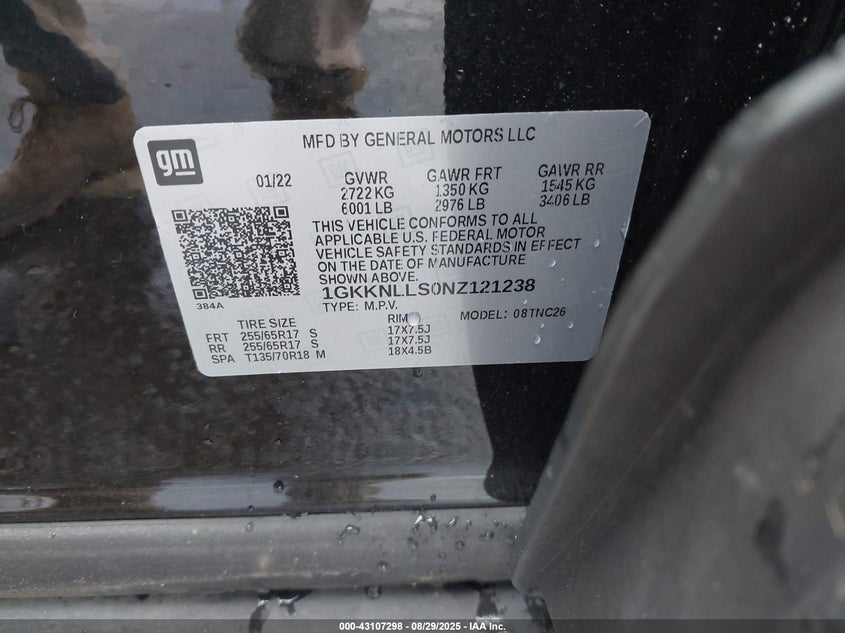 MFD BY GENERAL MOTORS LLC
gm
01/22
GVWR GAWR FRT GAWR RR
2722 KG 1350 KG 1545 KG
6001 LB 2976 LB 3406 LB
THIS VEHICLE CONFORMS TO ALL
APPLICABLE U.S. FEDERAL MOTOR
VEHICLE SAFETY STANDARDS IN EFFECT
ON THE DATE OF MANUFACTURE
SHOWN ABOVE.
1GKKNLLS0NZ121238
384A
TYPE: M.P.V. MODEL: 08TNC26
TIRE SIZE RIM
FRT 255/65R17 S 17X7.5J
RR 255/65R17 S 17X7.5J
SPA T135/70R18 M 18X4.5B
000-43107298 - 08/29/2025 - IAA Inc.